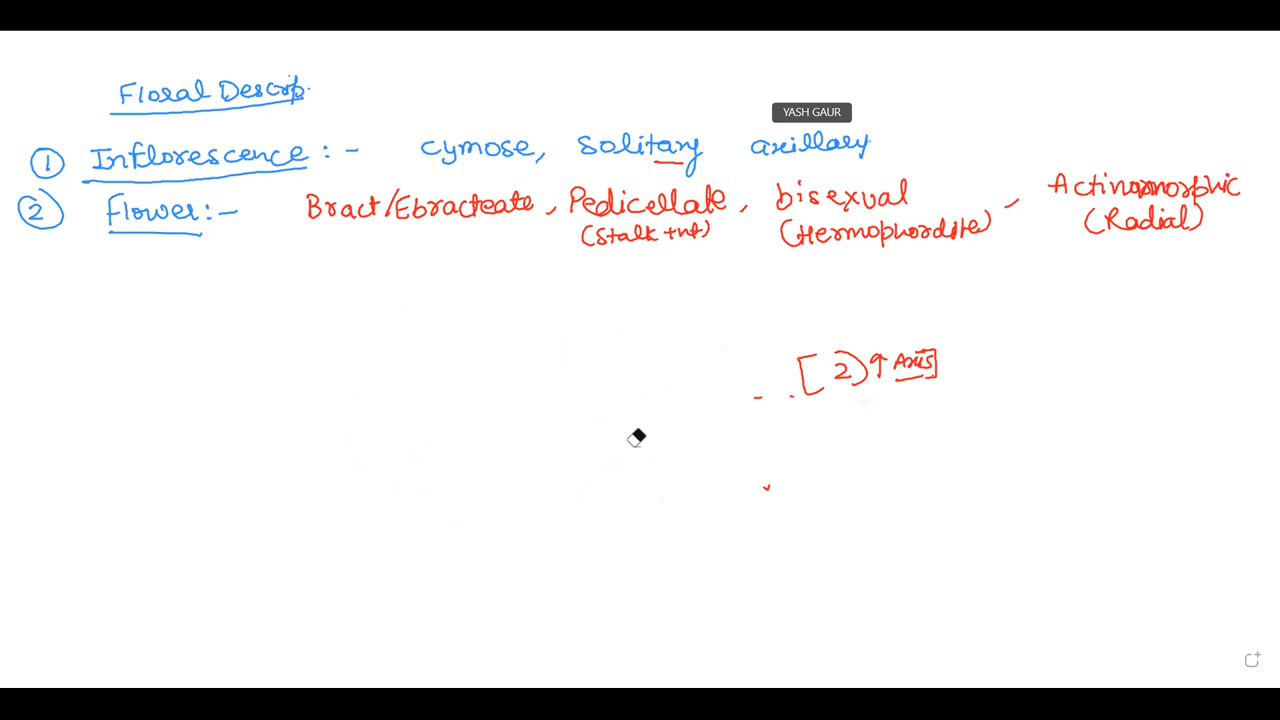 Floral Descrip.
YASH GAUR
① Inflorescence :- cymose, Solitary axillary
② Flower :- Bract/Ebracteate, Pedicellate, bisexual - Actinomorphic
(Stalk +nt) (Hermophordite) (Radial)
[2) ↑ Axis]